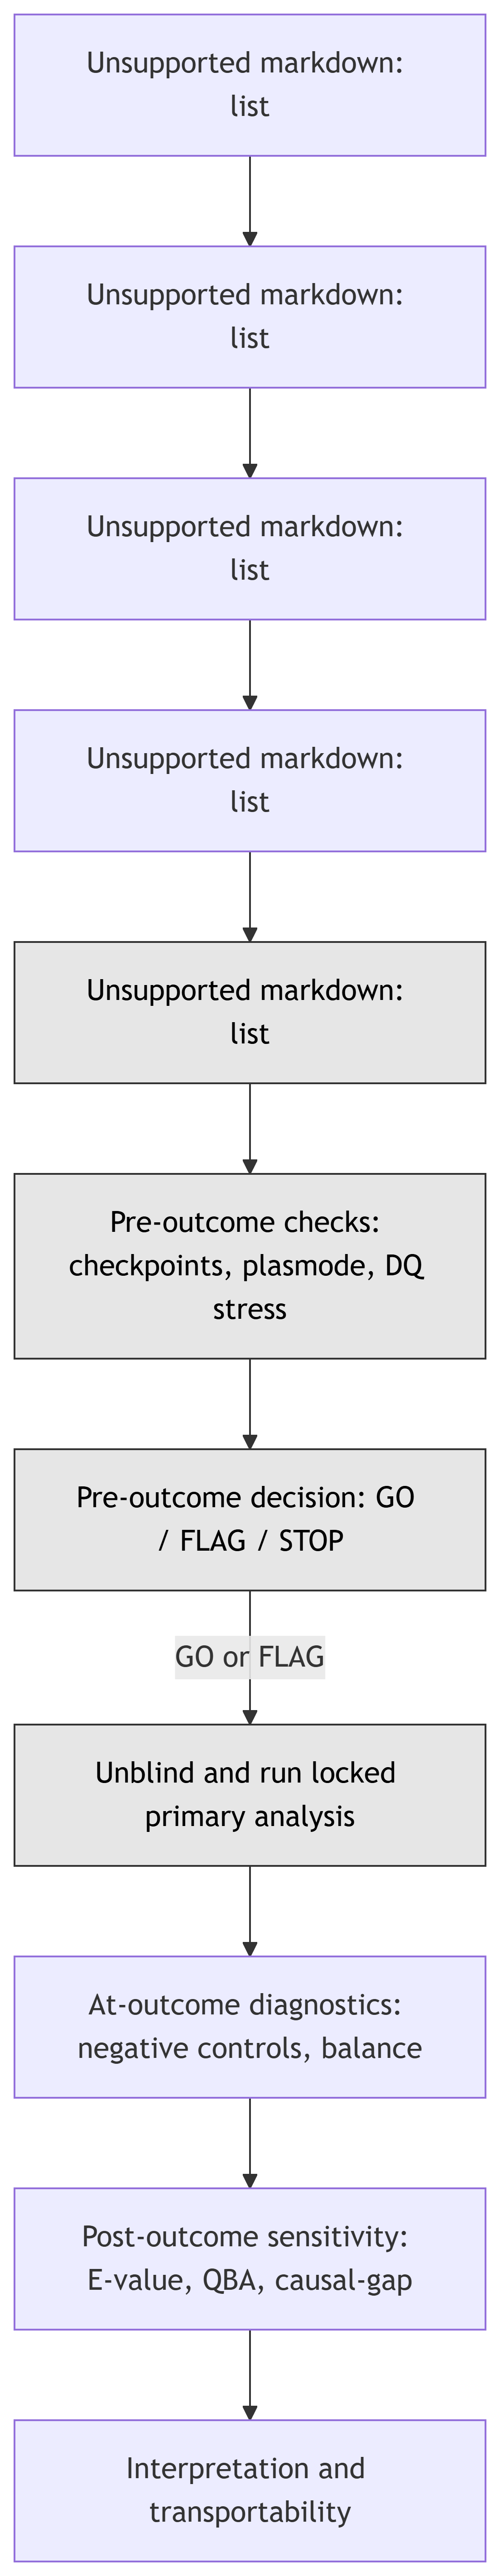 Unsupported markdown:
list
Unsupported markdown:
list
Unsupported markdown:
list
Unsupported markdown:
list
Unsupported markdown:
list
Pre-outcome checks:
checkpoints, plasmode, DQ
stress
Pre-outcome decision: GO
/ FLAG / STOP
GO or FLAG
Unblind and run locked
primary analysis
At-outcome diagnostics:
negative controls, balance
Post-outcome sensitivity:
E-value, QBA, causal-gap
Interpretation and
transportability